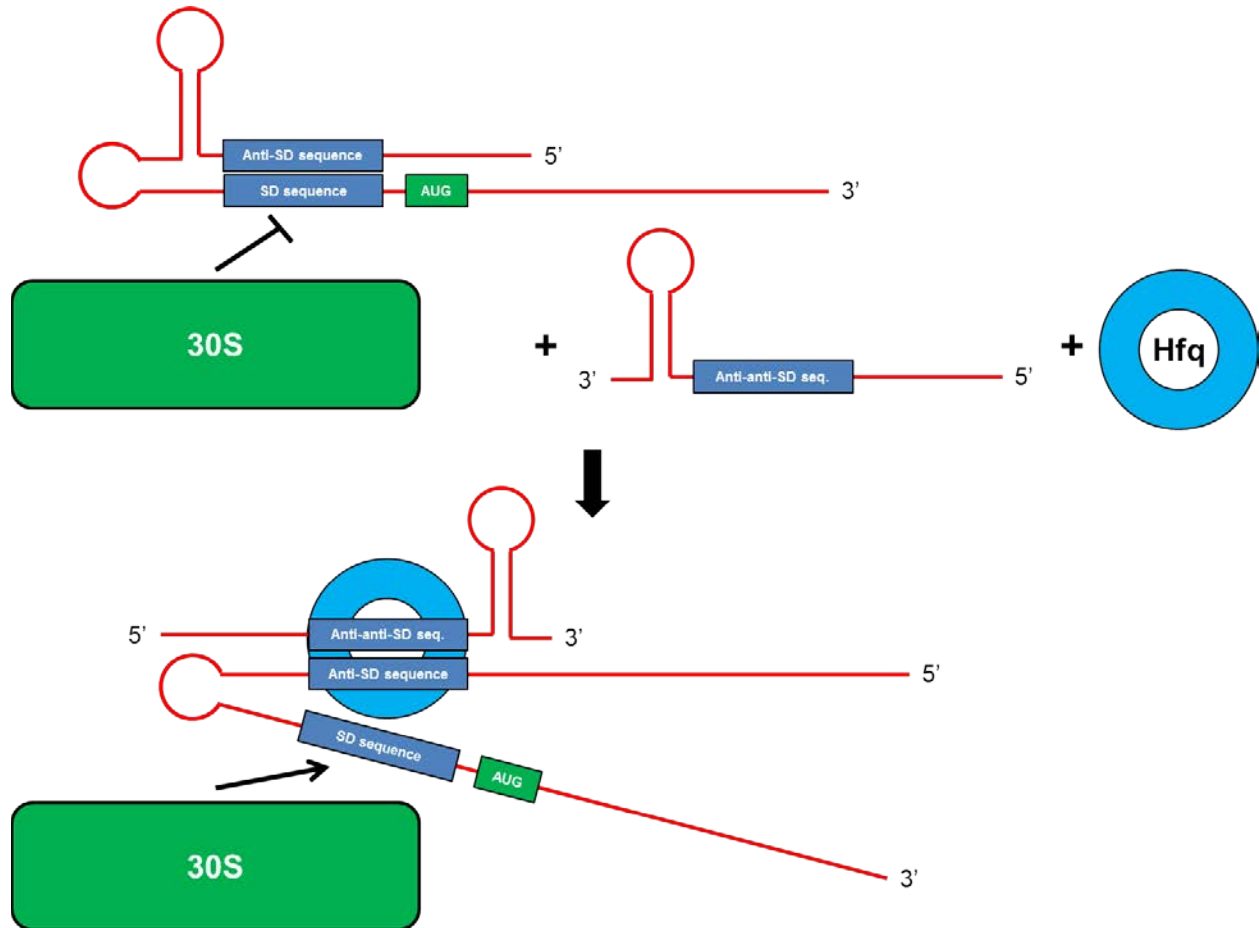 Anti-SD sequence
5’
SD sequence
AUG
3’
30S
+
3’
Anti-anti-SD seq.
5’
+
Hfq
5’
Anti-anti-SD seq.
3’
Anti-SD sequence
5’
SD sequence
AUG
30S
3’